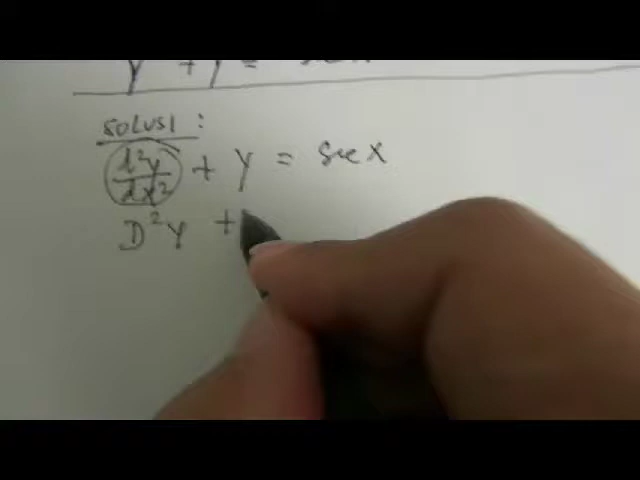 y + y =
SOLUSI :
d²y/dx² + y = sec x
D²y +